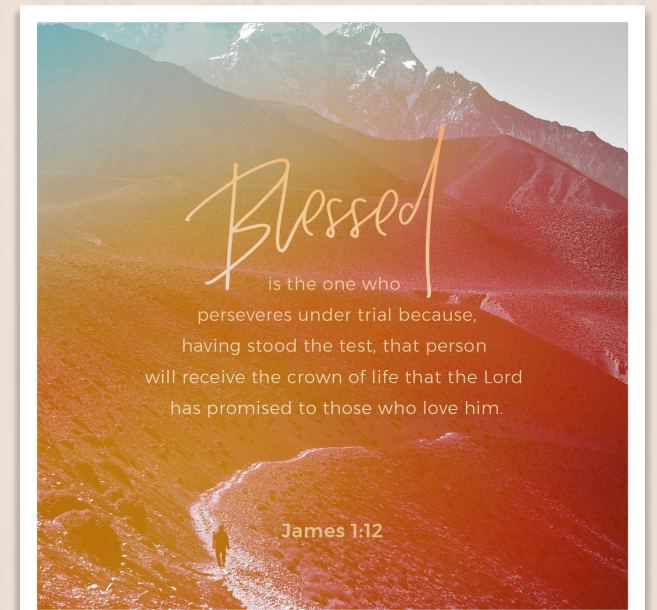 Blessed
is the one who
perseveres under trial because,
having stood the test, that person
will receive the crown of life that the Lord
has promised to those who love him.
James 1:12